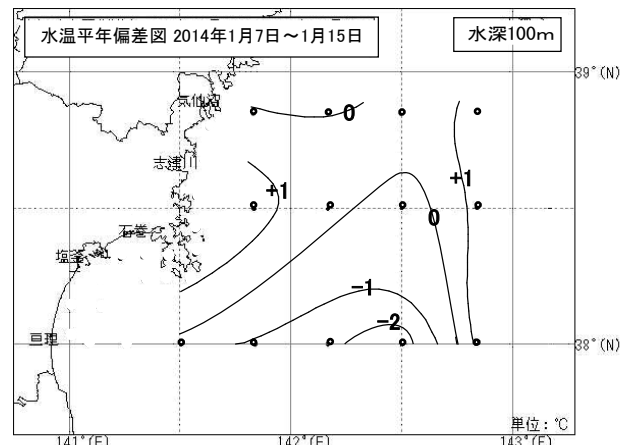 水温平年偏差図 2014年1月7日～1月15日
水深100m
39°(N)
気仙沼
0
志津川
+1
+1
石巻
0
塩釜
-1
-2
亘理
38°(N)
単位：℃
141°(E)
142°(E)
143°(E)